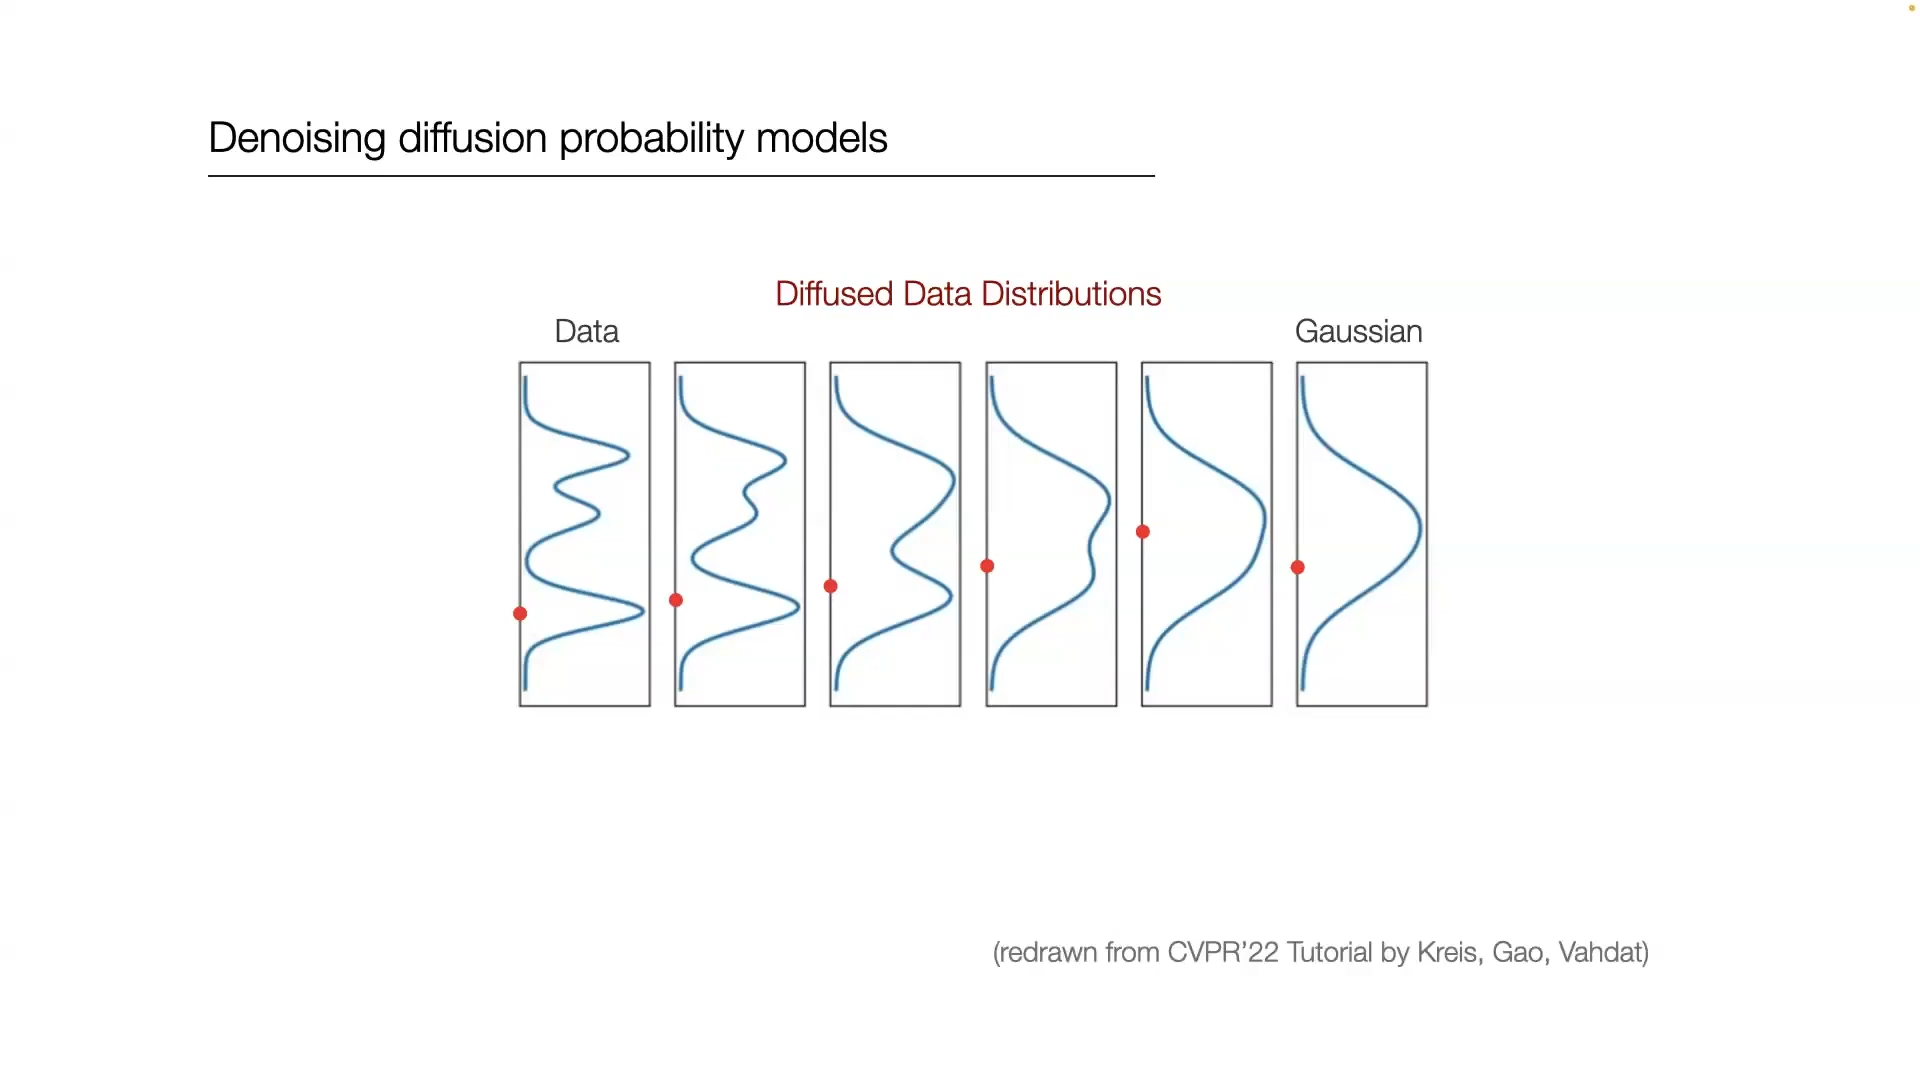 Denoising diffusion probability models
Diffused Data Distributions
Data
Gaussian
(redrawn from CVPR’22 Tutorial by Kreis, Gao, Vahdat)